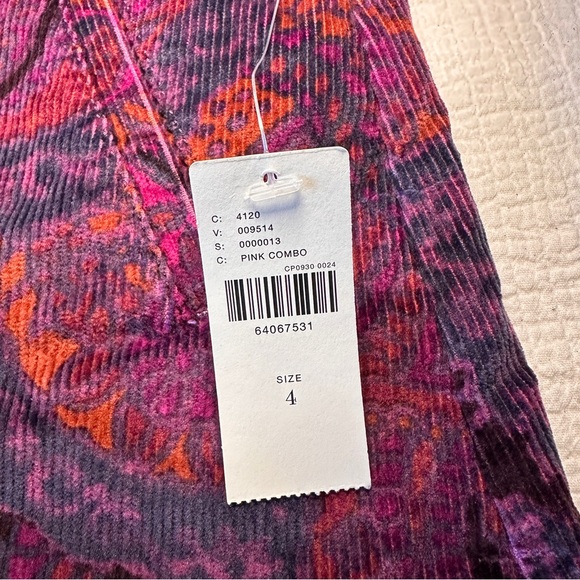 C: 4120
V: 009514
S: 0000013
C: PINK COMBO
CP0930 0024
64067531
SIZE
4